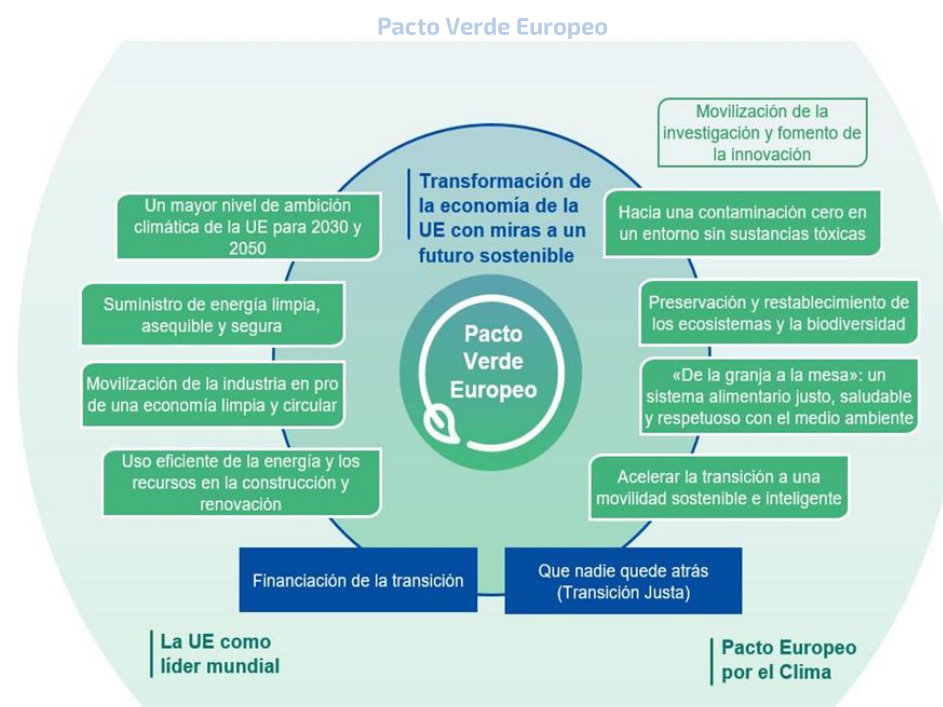 Pacto Verde Europeo
Movilización de la
investigación y fomento de
la innovación
Transformación de
la economía de la
UE con miras a un
futuro sostenible
Un mayor nivel de ambición
climática de la UE para 2030 y
2050
Hacia una contaminación cero en
un entorno sin sustancias tóxicas
Suministro de energía limpia,
asequible y segura
Preservación y restablecimiento de
los ecosistemas y la biodiversidad
Pacto
Verde
Europeo
Movilización de la industria en pro
de una economía limpia y circular
«De la granja a la mesa»: un
sistema alimentario justo, saludable
y respetuoso con el medio ambiente
Uso eficiente de la energía y los
recursos en la construcción y
renovación
Acelerar la transición a una
movilidad sostenible e inteligente
Financiación de la transición
Que nadie quede atrás
(Transición Justa)
La UE como
líder mundial
Pacto Europeo
por el Clima